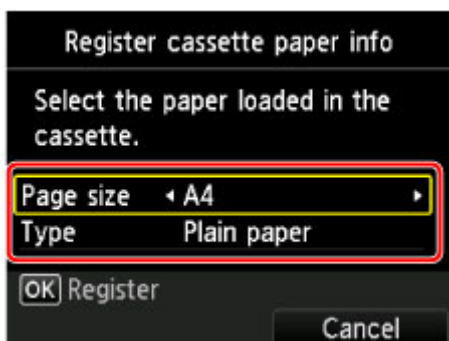 Register cassette paper info
Select the paper loaded in the
cassette.
Page size A4
Type Plain paper
OK Register
Cancel